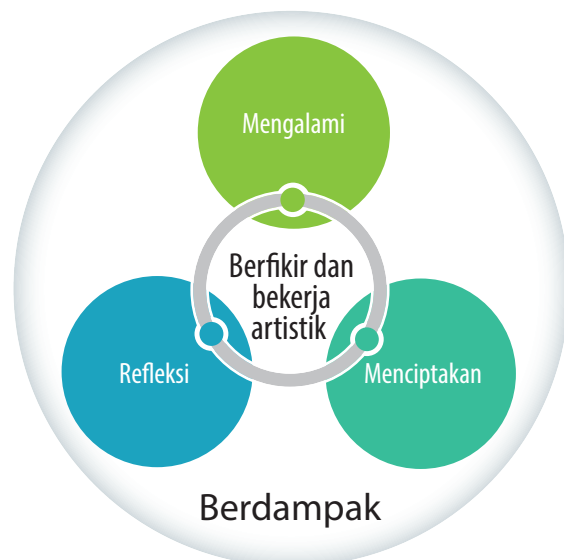 Mengalami
Berfikir dan
bekerja
artistik
Refleksi
Menciptakan
Berdampak